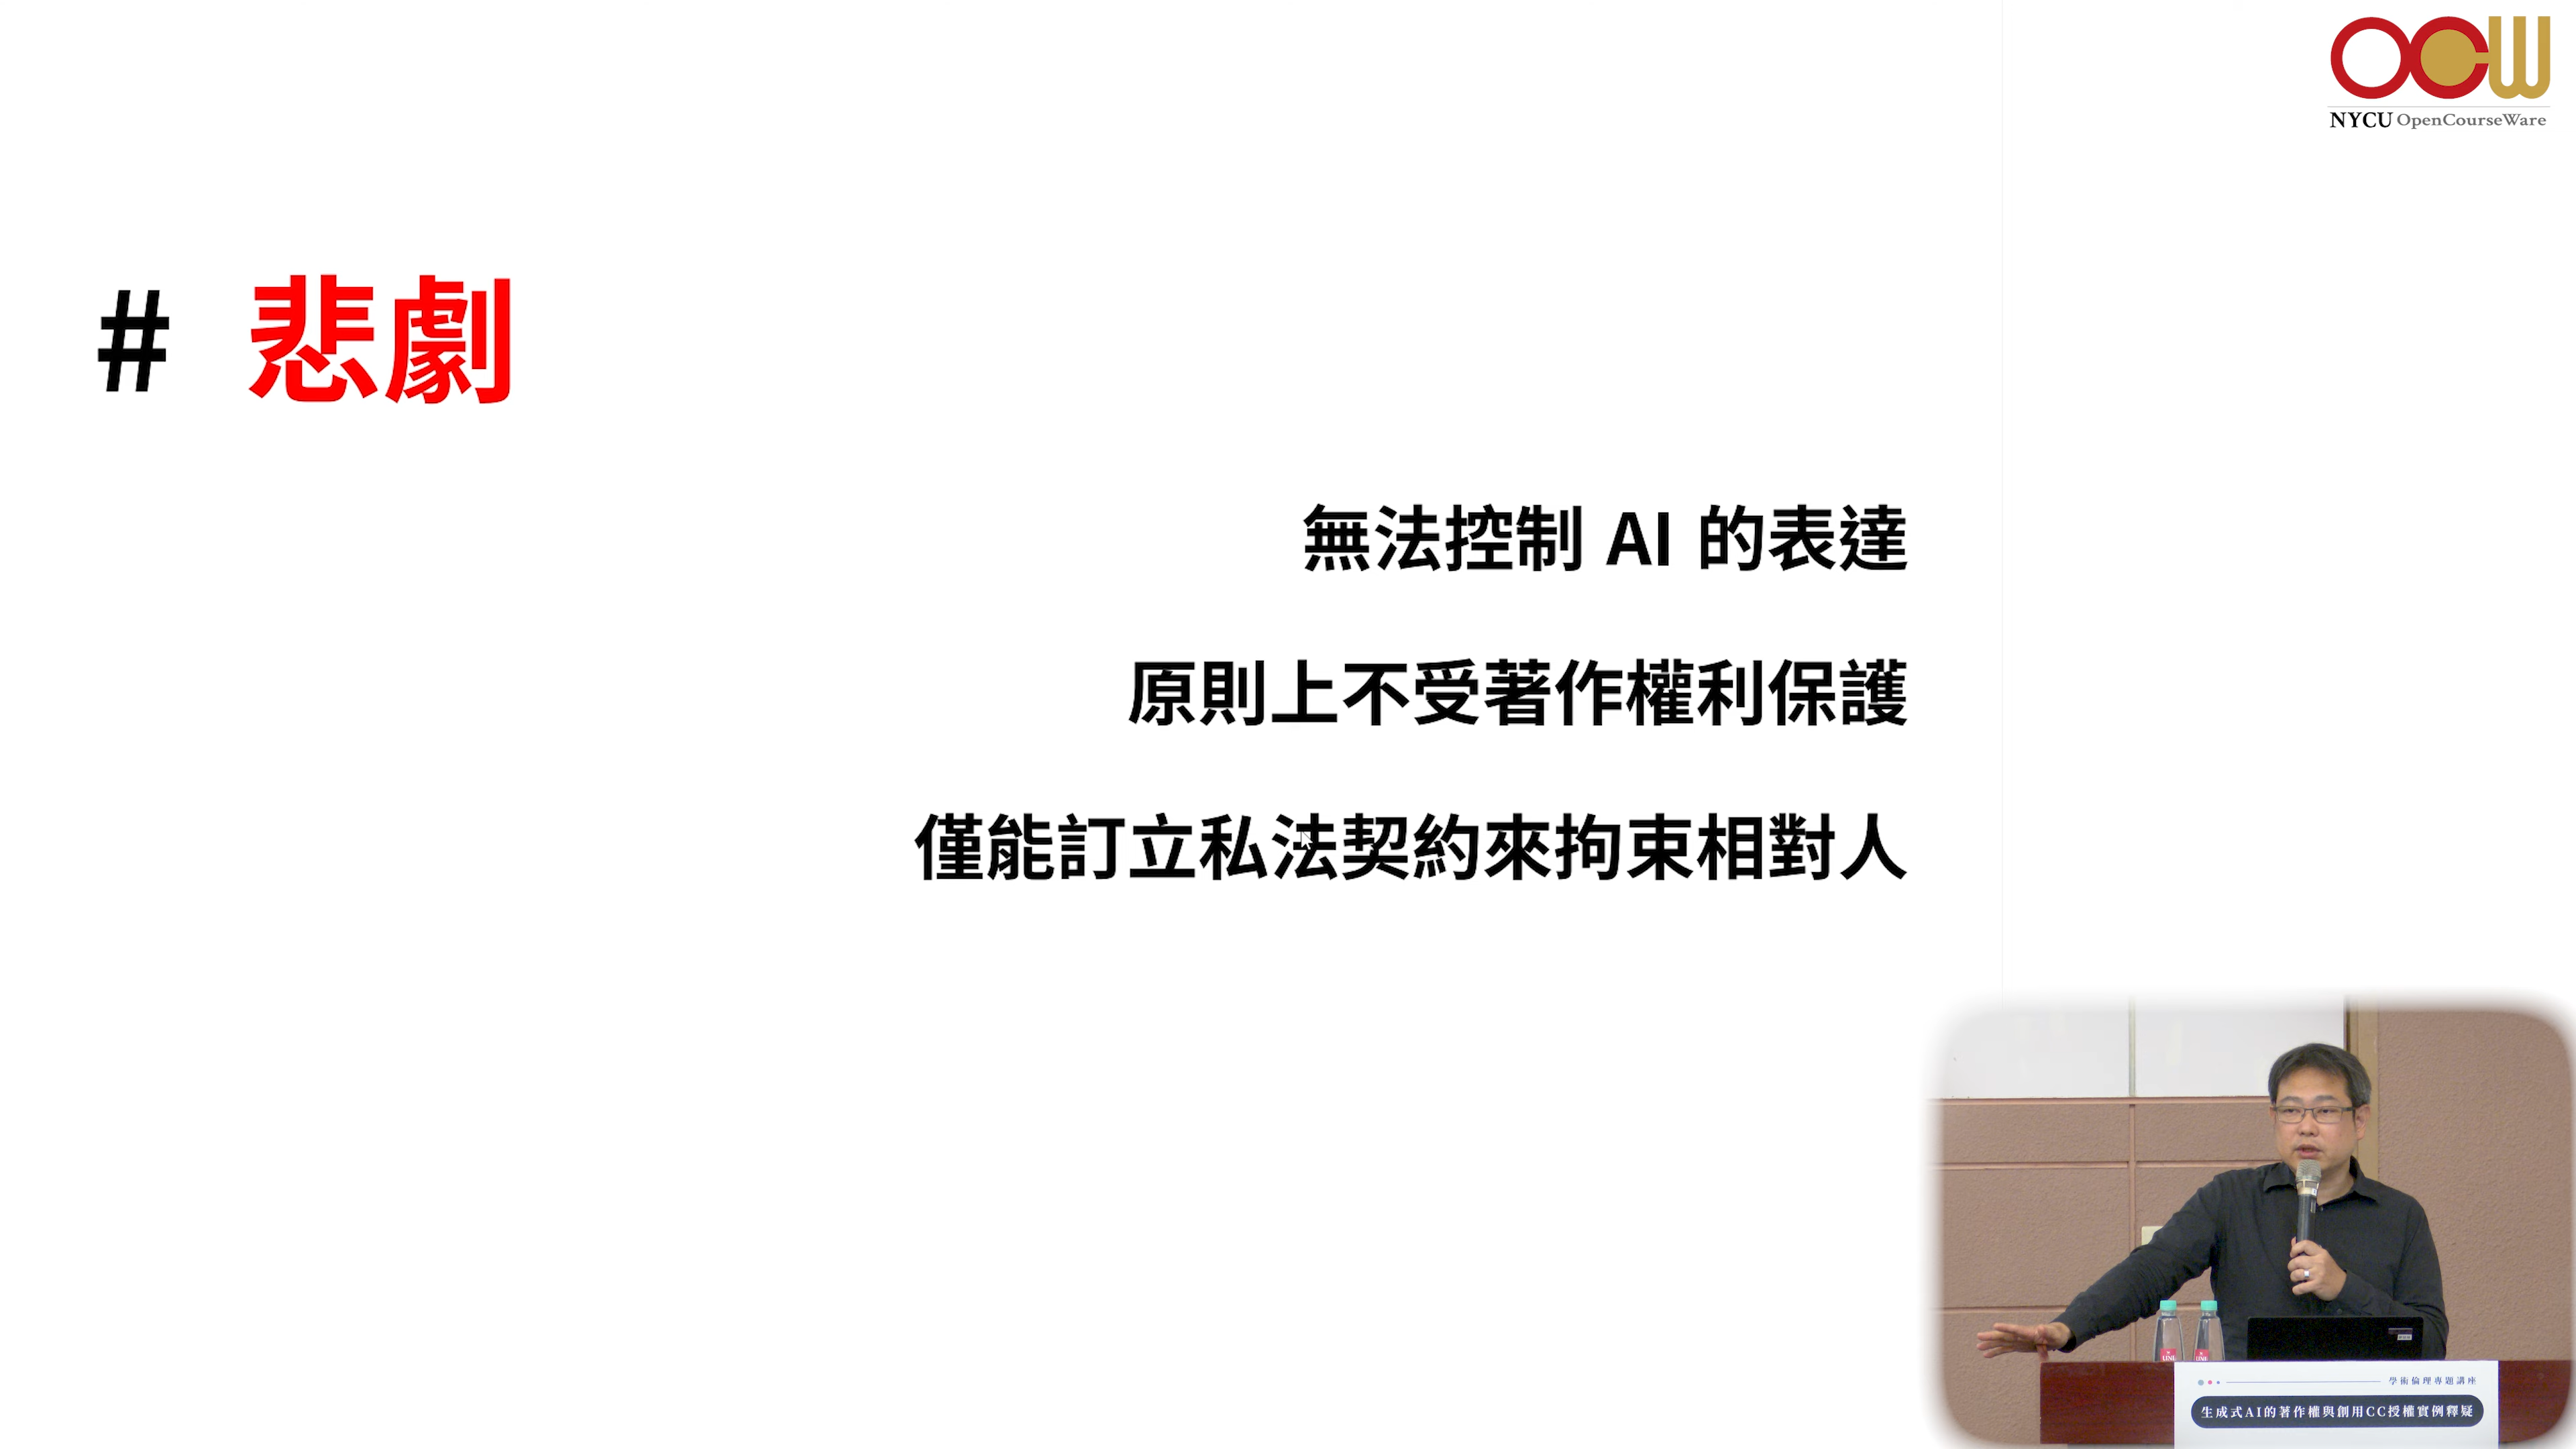 OCW
NYCU OpenCourseWare
# 悲劇
無法控制 AI 的表達
原則上不受著作權利保護
僅能訂立私法契約來拘束相對人
學術倫理專題講座
生成式AI的著作權與創用CC授權實例釋疑